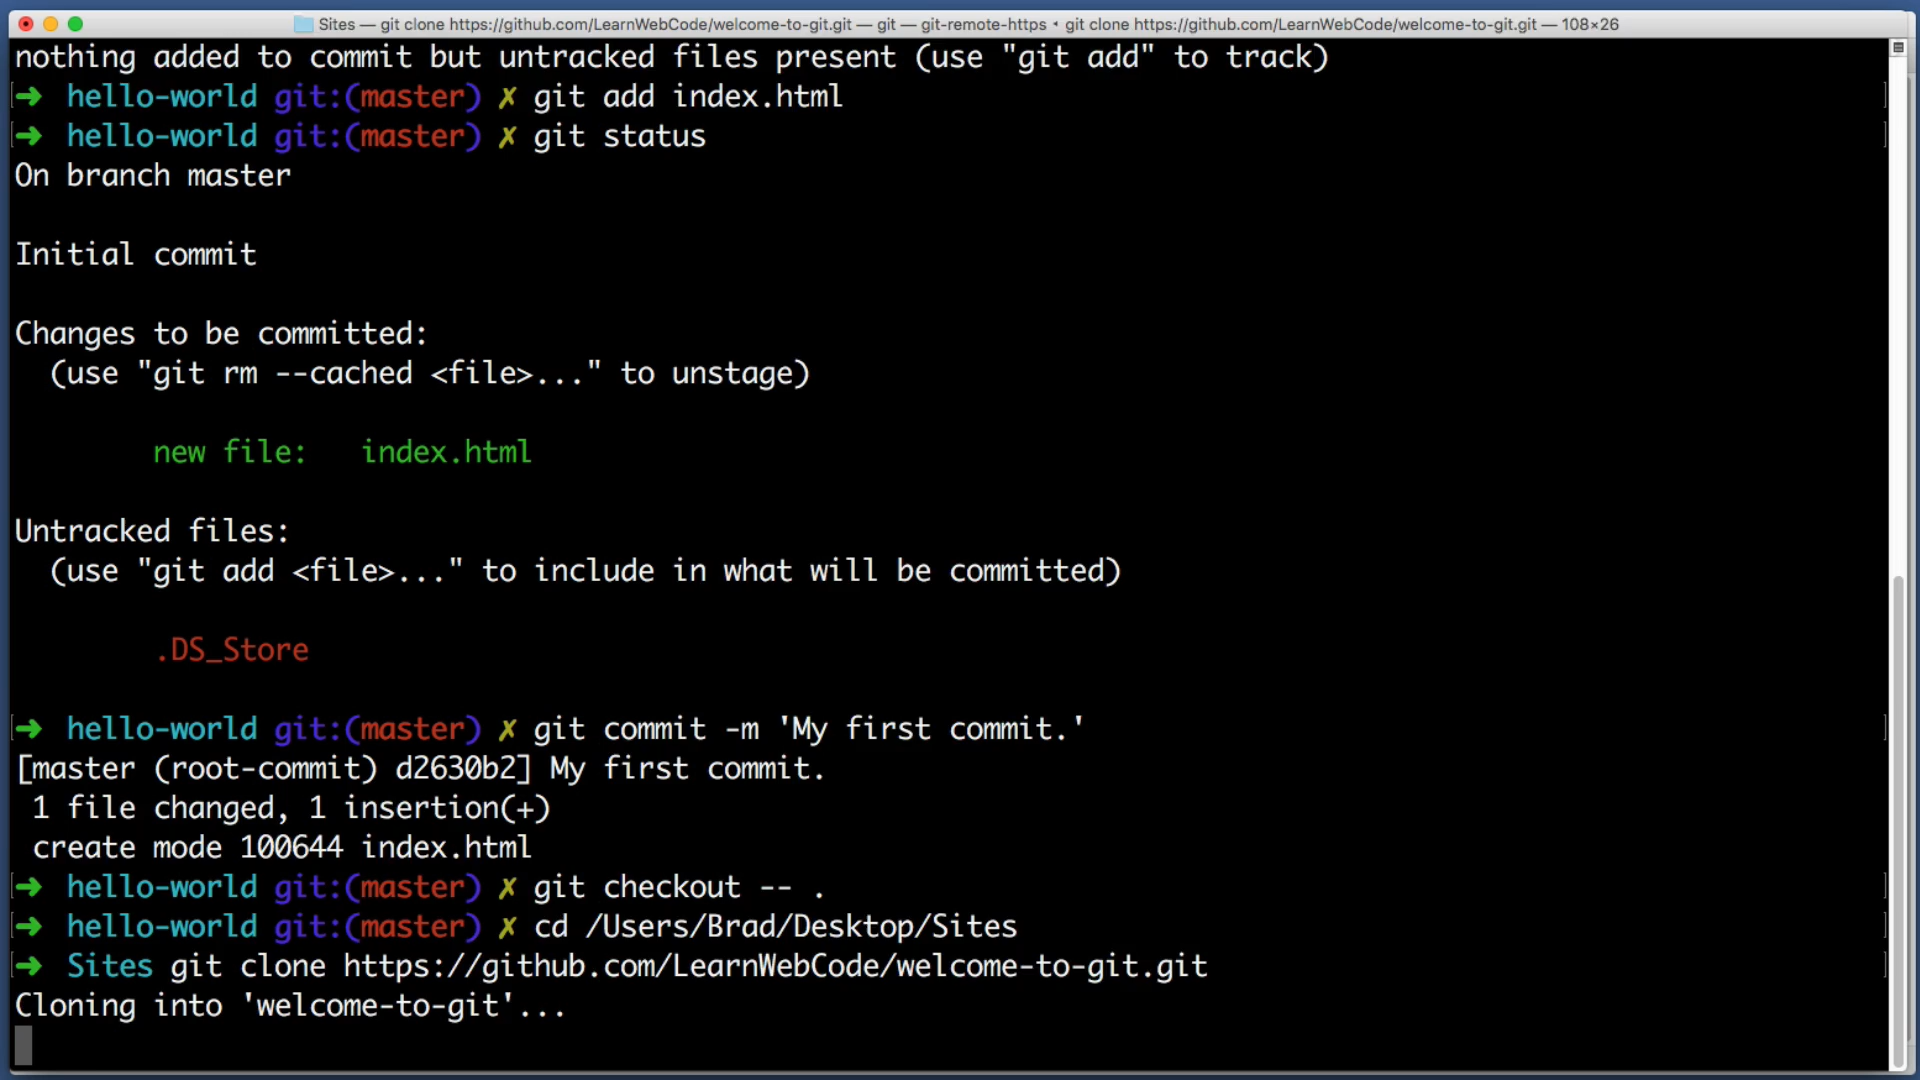 Sites — git clone https://github.com/LearnWebCode/welcome-to-git.git — git — git-remote-https ◂ git clone https://github.com/LearnWebCode/welcome-to-git.git — 108×26
nothing added to commit but untracked files present (use "git add" to track)
➜  hello-world git:(master) ✗ git add index.html
➜  hello-world git:(master) ✗ git status
On branch master
Initial commit
Changes to be committed:
  (use "git rm --cached <file>..." to unstage)
        new file:   index.html
Untracked files:
  (use "git add <file>..." to include in what will be committed)
        .DS_Store
➜  hello-world git:(master) ✗ git commit -m 'My first commit.'
[master (root-commit) d2630b2] My first commit.
 1 file changed, 1 insertion(+)
 create mode 100644 index.html
➜  hello-world git:(master) ✗ git checkout -- .
➜  hello-world git:(master) ✗ cd /Users/Brad/Desktop/Sites
➜  Sites git clone https://github.com/LearnWebCode/welcome-to-git.git
Cloning into 'welcome-to-git'...